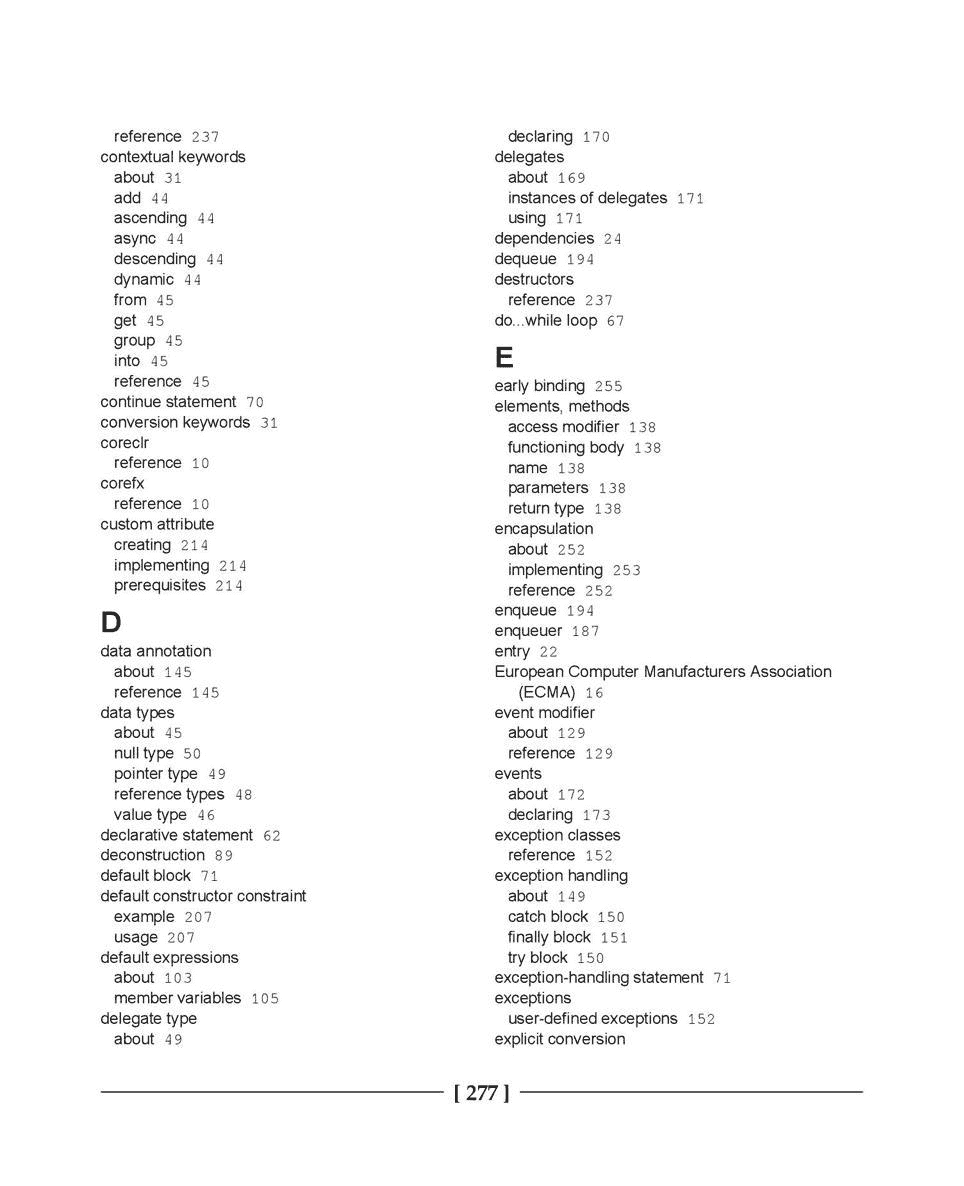 reference 237
contextual keywords
about 31
add 44
ascending 44
async 44
descending 44
dynamic 44
from 45
get 45
group 45
into 45
reference 45
continue statement 70
conversion keywords 31
coreclr
reference 10
corefx
reference 10
custom attribute
creating 214
implementing 214
prerequisites 214
D
data annotation
about 145
reference 145
data types
about 45
null type 50
pointer type 49
reference types 48
value type 46
declarative statement 62
deconstruction 89
default block 71
default constructor constraint
example 207
usage 207
default expressions
about 103
member variables 105
delegate type
about 49
declaring 170
delegates
about 169
instances of delegates 171
using 171
dependencies 24
dequeue 194
destructors
reference 237
do...while loop 67
E
early binding 255
elements, methods
access modifier 138
functioning body 138
name 138
parameters 138
return type 138
encapsulation
about 252
implementing 253
reference 252
enqueue 194
enqueuer 187
entry 22
European Computer Manufacturers Association
(ECMA) 16
event modifier
about 129
reference 129
events
about 172
declaring 173
exception classes
reference 152
exception handling
about 149
catch block 150
finally block 151
try block 150
exception-handling statement 71
exceptions
user-defined exceptions 152
explicit conversion
[ 277 ]